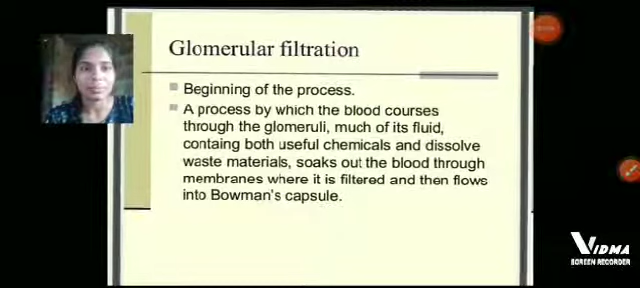 Glomerular filtration
Beginning of the process.
A process by which the blood courses
through the glomeruli, much of its fluid,
containg both useful chemicals and dissolve
waste materials, soaks out the blood through
membranes where it is filtered and then flows
into Bowman's capsule.
VIDMA
SCREEN RECORDER